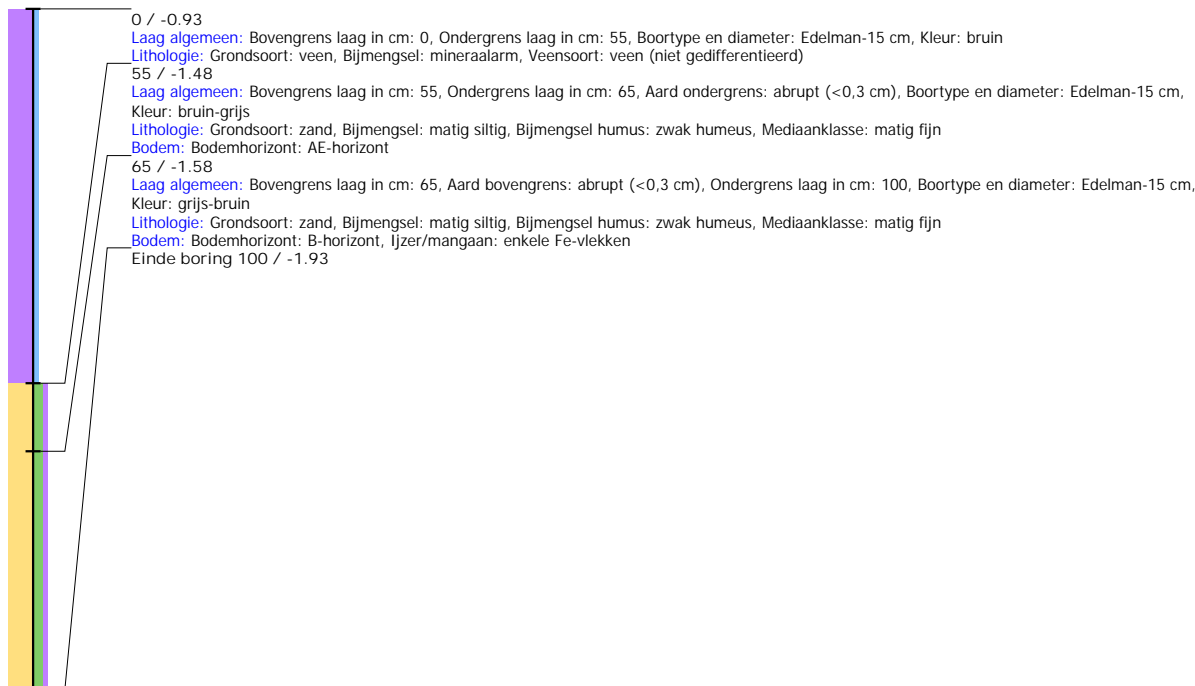 0 / -0.93
Laag algemeen: Bovengrens laag in cm: 0, Ondergrens laag in cm: 55, Boortype en diameter: Edelman-15 cm, Kleur: bruin
Lithologie: Grondsoort: veen, Bijmengsel: mineraalarm, Veensoort: veen (niet gedifferentieerd)
55 / -1.48
Laag algemeen: Bovengrens laag in cm: 55, Ondergrens laag in cm: 65, Aard ondergrens: abrupt (<0,3 cm), Boortype en diameter: Edelman-15 cm,
Kleur: bruin-grijs
Lithologie: Grondsoort: zand, Bijmengsel: matig siltig, Bijmengsel humus: zwak humeus, Mediaanklasse: matig fijn
Bodem: Bodemhorizont: AE-horizont
65 / -1.58
Laag algemeen: Bovengrens laag in cm: 65, Aard bovengrens: abrupt (<0,3 cm), Ondergrens laag in cm: 100, Boortype en diameter: Edelman-15 cm,
Kleur: grijs-bruin
Lithologie: Grondsoort: zand, Bijmengsel: matig siltig, Bijmengsel humus: zwak humeus, Mediaanklasse: matig fijn
Bodem: Bodemhorizont: B-horizont, Ijzer/mangaan: enkele Fe-vlekken
Einde boring 100 / -1.93